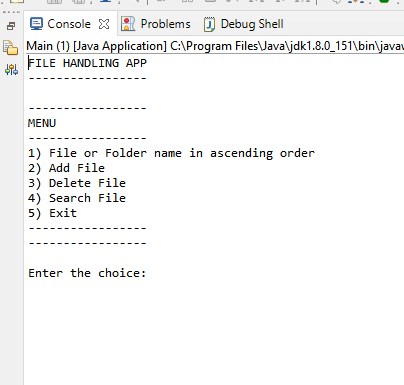 Console Problems Debug Shell
Main (1) [Java Application] C:\Program Files\Java\jdk1.8.0_151\bin\javaw
FILE HANDLING APP
-----------------
-----------------
MENU
-----------------
1) File or Folder name in ascending order
2) Add File
3) Delete File
4) Search File
5) Exit
-----------------
-----------------
Enter the choice: